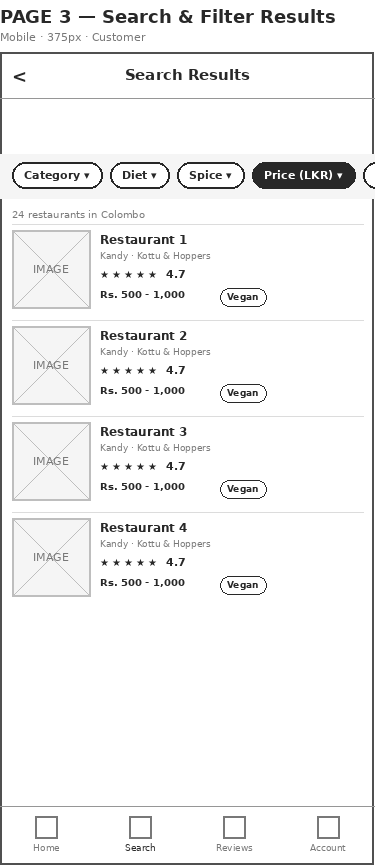 PAGE 3 — Search & Filter Results
Mobile · 375px · Customer
< Search Results
Category ▾ Diet ▾ Spice ▾ Price (LKR) ▾
24 restaurants in Colombo
IMAGE
Restaurant 1
Kandy · Kottu & Hoppers
★ ★ ★ ★ ★ 4.7
Rs. 500 - 1,000 Vegan
IMAGE
Restaurant 2
Kandy · Kottu & Hoppers
★ ★ ★ ★ ★ 4.7
Rs. 500 - 1,000 Vegan
IMAGE
Restaurant 3
Kandy · Kottu & Hoppers
★ ★ ★ ★ ★ 4.7
Rs. 500 - 1,000 Vegan
IMAGE
Restaurant 4
Kandy · Kottu & Hoppers
★ ★ ★ ★ ★ 4.7
Rs. 500 - 1,000 Vegan
Home Search Reviews Account